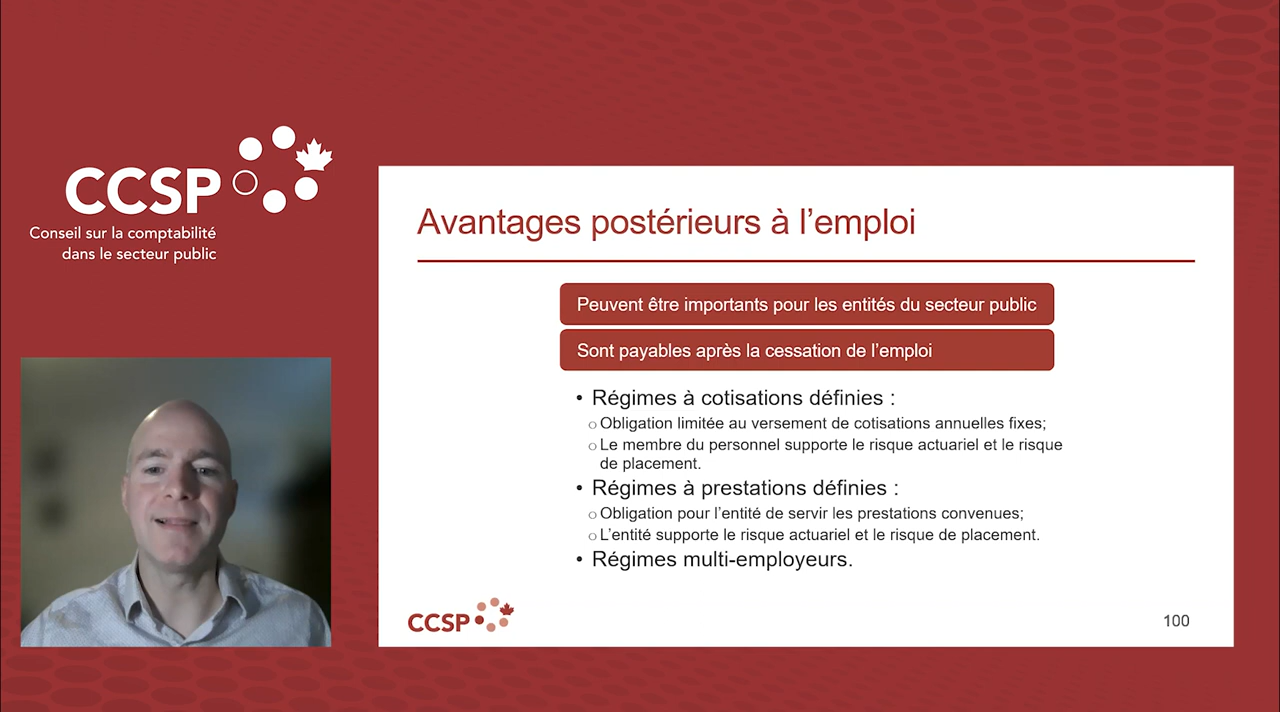 CCSP
Conseil sur la comptabilité
dans le secteur public
Avantages postérieurs à l’emploi
Peuvent être importants pour les entités du secteur public
Sont payables après la cessation de l’emploi
• Régimes à cotisations définies :
o Obligation limitée au versement de cotisations annuelles fixes;
o Le membre du personnel supporte le risque actuariel et le risque
de placement.
• Régimes à prestations définies :
o Obligation pour l’entité de servir les prestations convenues;
o L’entité supporte le risque actuariel et le risque de placement.
• Régimes multi-employeurs.
CCSP
100